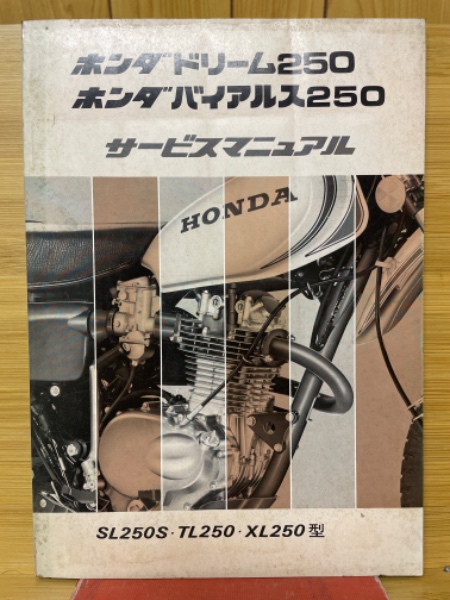 ホンダドリーム250
ホンダバイアルス250
サービスマニュアル
HONDA
SL250S・TL250・XL250型